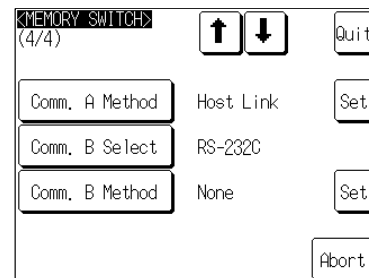 <MEMORY SWITCH>
(4/4)
Quit
Comm. A Method Host Link Set
Comm. B Select RS-232C
Comm. B Method None Set
Abort